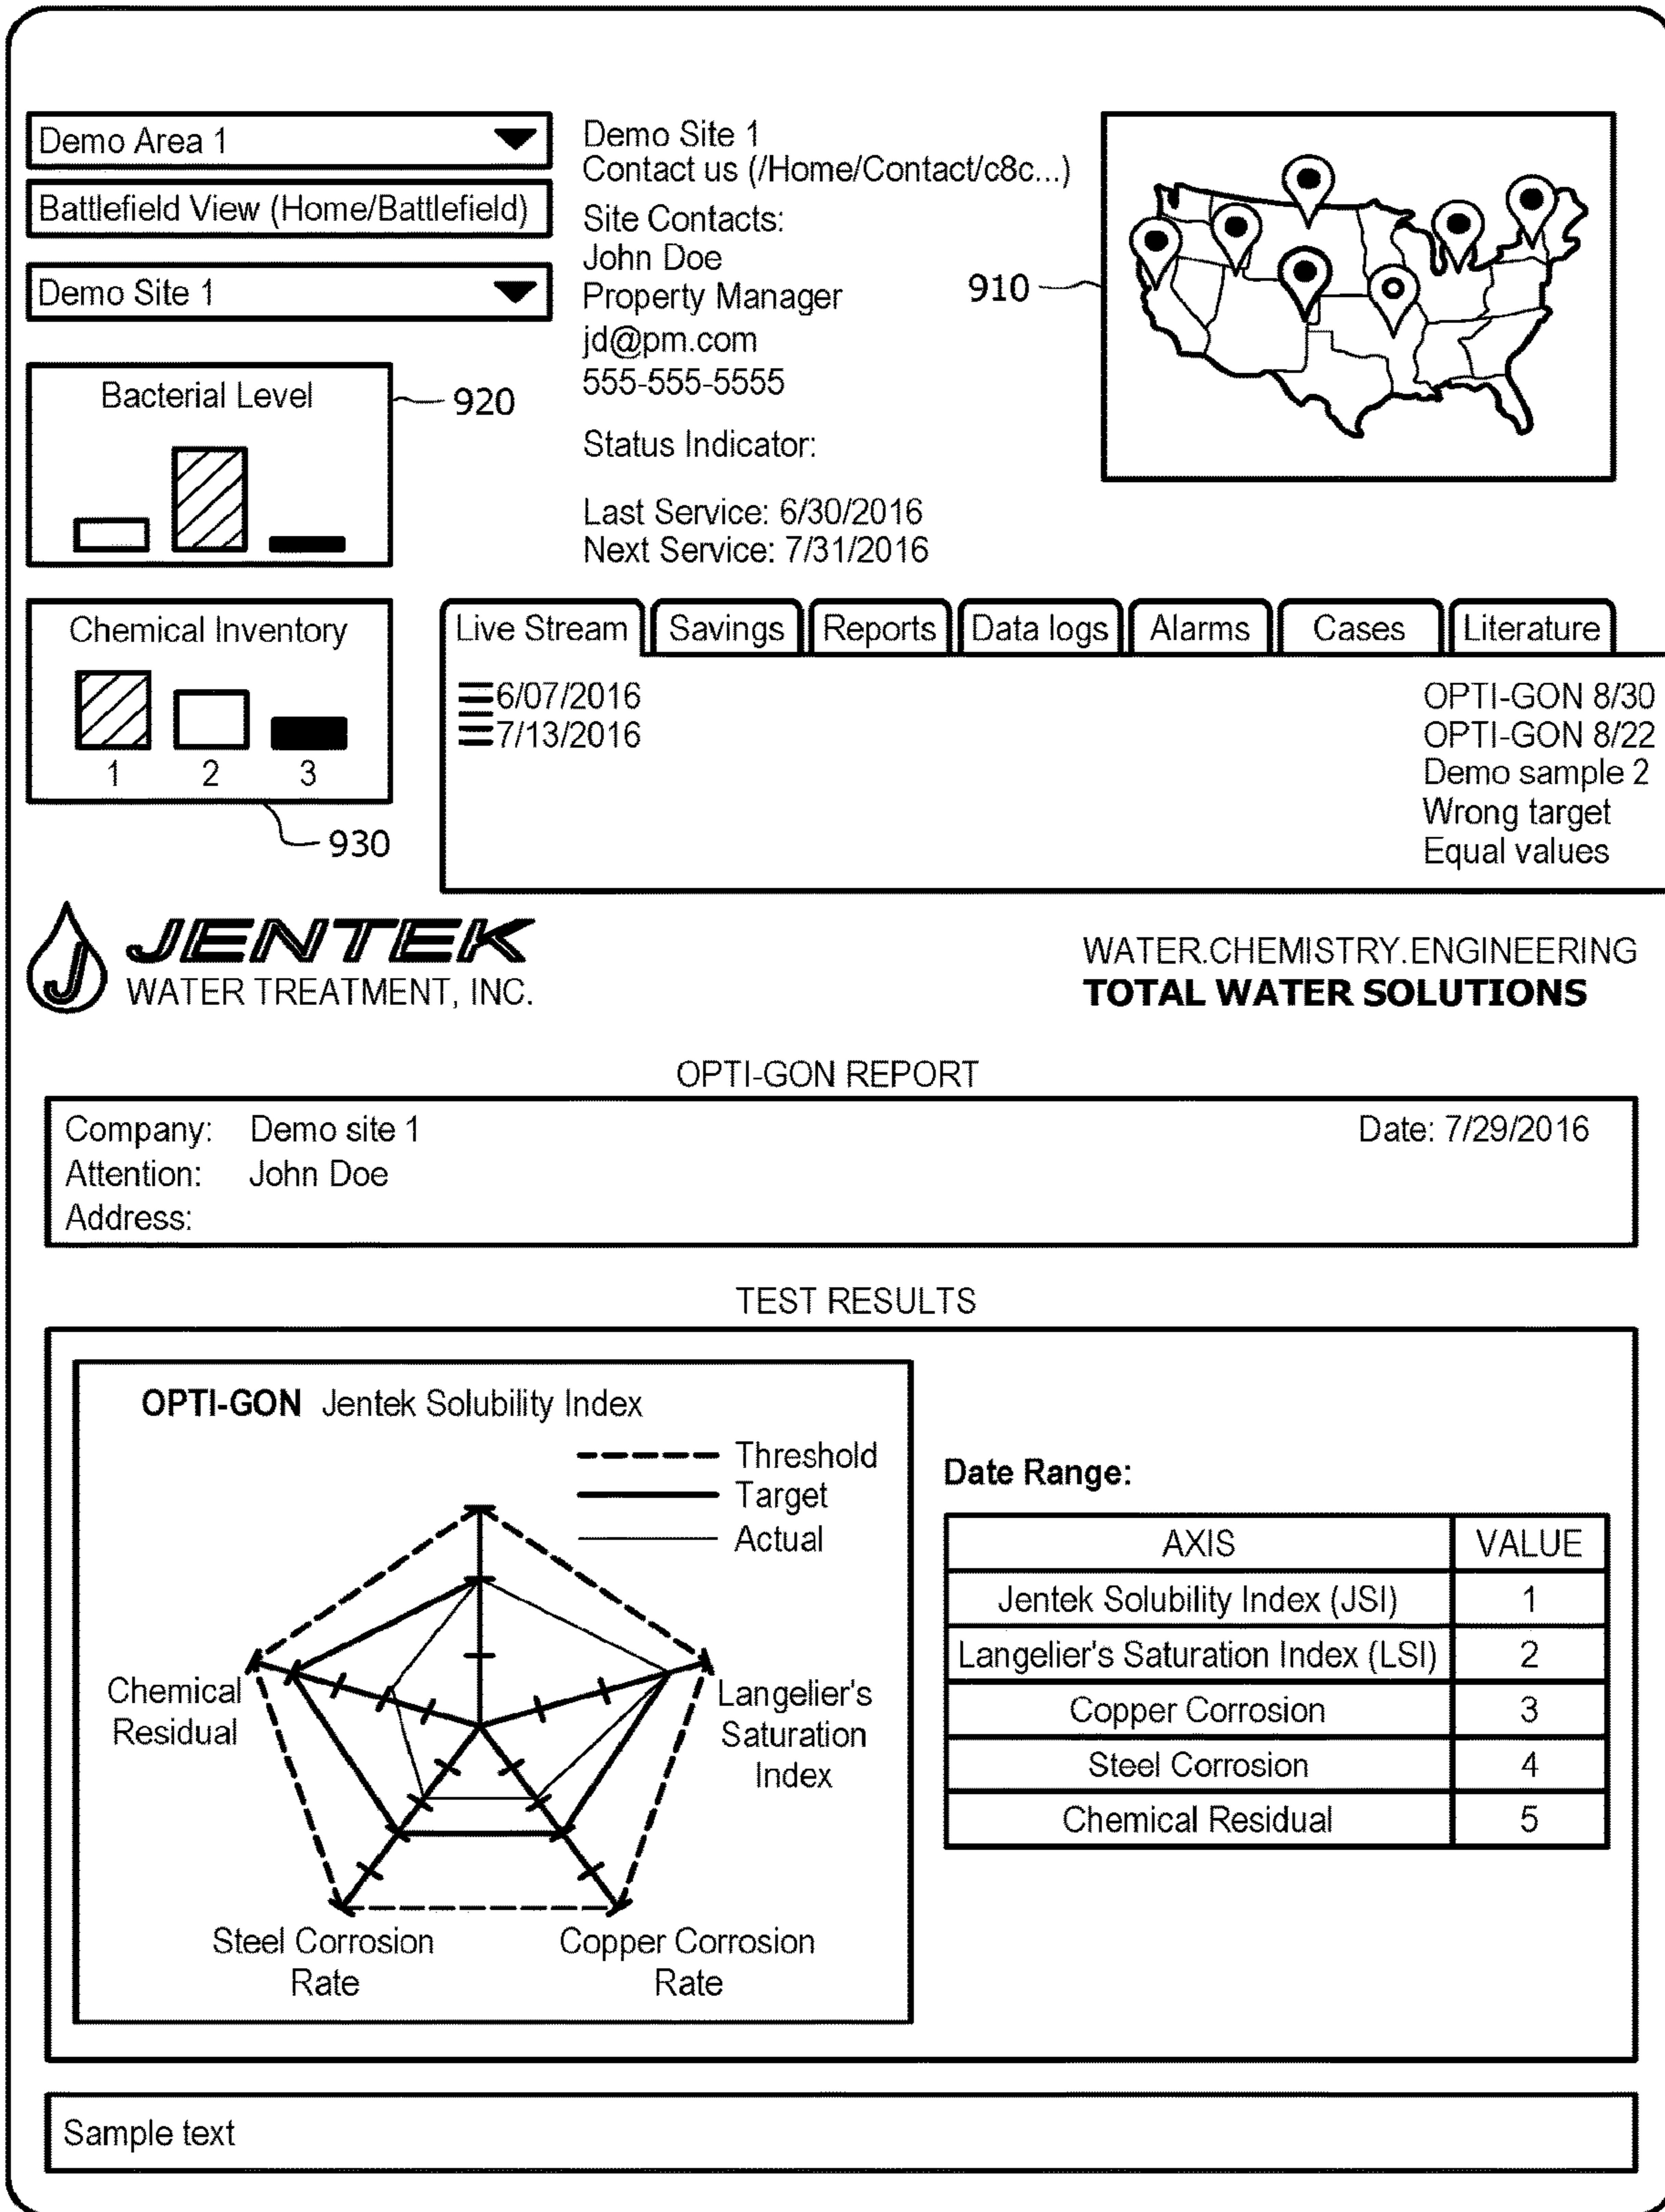 Demo Area 1
Battlefield View (Home/Battlefield)
Demo Site 1
Demo Site 1
Contact us (/Home/Contact/c8c...)
Site Contacts:
John Doe
Property Manager
jd@pm.com
555-555-5555
Status Indicator:
Last Service: 6/30/2016
Next Service: 7/31/2016
910
Bacterial Level
920
Chemical Inventory
1 2 3
930
Live Stream Savings Reports Data logs Alarms Cases Literature
6/07/2016
7/13/2016
OPTI-GON 8/30
OPTI-GON 8/22
Demo sample 2
Wrong target
Equal values
J JENTEK
WATER TREATMENT, INC.
WATER.CHEMISTRY.ENGINEERING
TOTAL WATER SOLUTIONS
OPTI-GON REPORT
Company: Demo site 1 Date: 7/29/2016
Attention: John Doe
Address:
TEST RESULTS
OPTI-GON Jentek Solubility Index
Threshold
Target
Actual
Chemical
Residual
Langelier's
Saturation
Index
Steel Corrosion
Rate
Copper Corrosion
Rate
Date Range:
AXIS VALUE
Jentek Solubility Index (JSI) 1
Langelier's Saturation Index (LSI) 2
Copper Corrosion 3
Steel Corrosion 4
Chemical Residual 5
Sample text